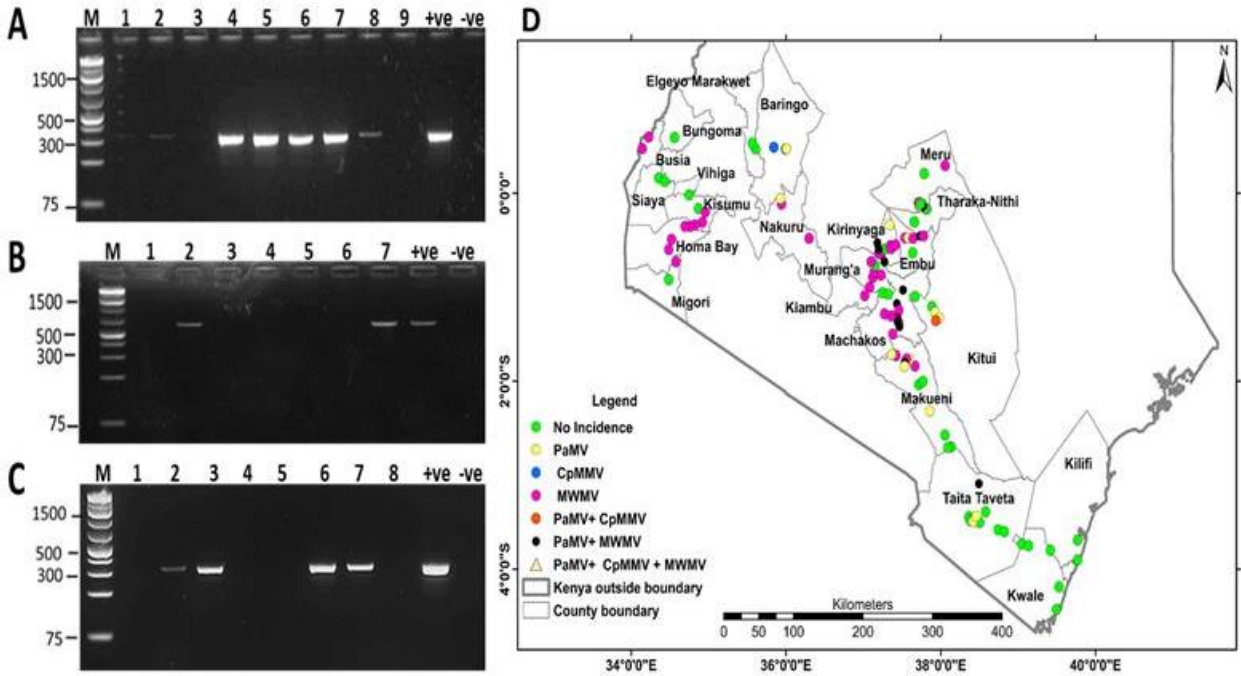 A
M 1 2 3 4 5 6 7 8 9 +ve -ve
1500
500
300
75
B
M 1 2 3 4 5 6 7 +ve -ve
1500
500
300
75
C
M 1 2 3 4 5 6 7 8 +ve -ve
1500
500
300
75
D
N
Elgeyo Marakwet
Baringo
Bungoma
Meru
Busia
Vihiga
Tharaka-Nithi
Siaya
Kisumu
Nakuru
Kirinyaga
Homa Bay
Embu
Murang'a
Migori
Kiambu
Machakos
Kitui
Makueni
Kilifi
Taita Taveta
Kwale
Legend
No Incidence
PaMV
CpMMV
MWMV
PaMV+ CpMMV
PaMV+ MWMV
PaMV+ CpMMV + MWMV
Kenya outside boundary
County boundary
Kilometers
0 25 50 100 200 300 400
0°0'0"
2°0'0"S
4°0'0"S
34°0'0"E 36°0'0"E 38°0'0"E 40°0'0"E